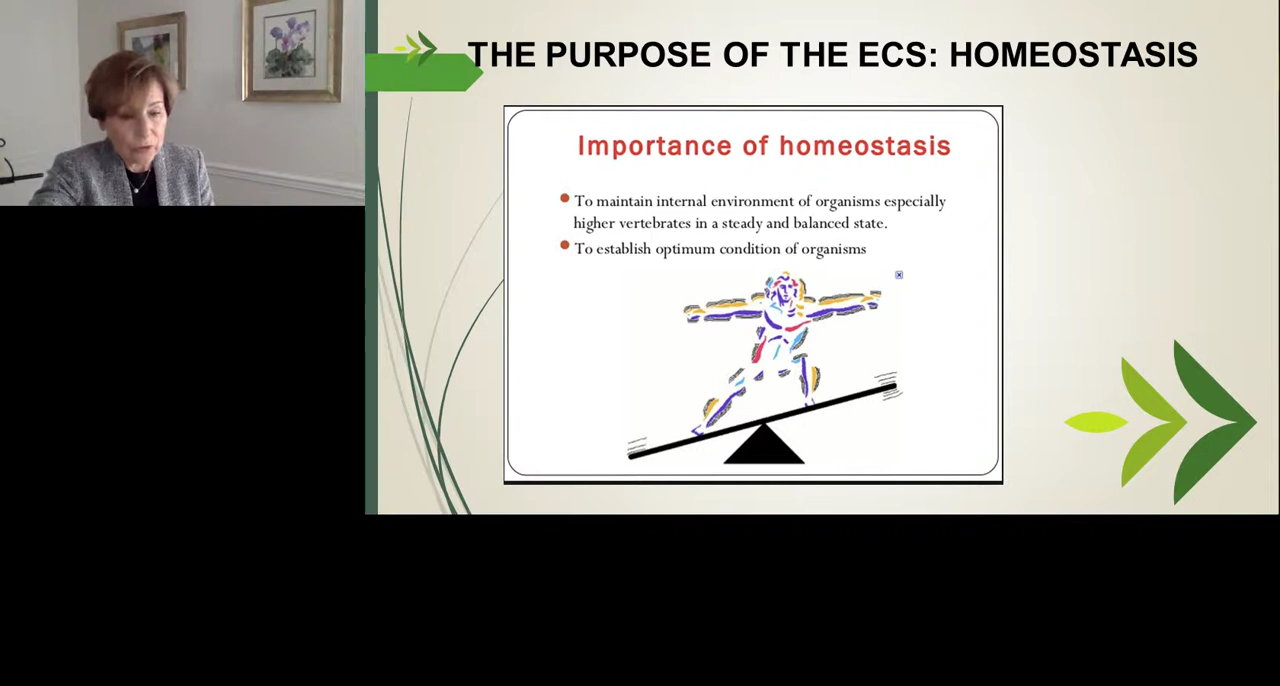 THE PURPOSE OF THE ECS: HOMEOSTASIS
Importance of homeostasis
To maintain internal environment of organisms especially
higher vertebrates in a steady and balanced state.
To establish optimum condition of organisms